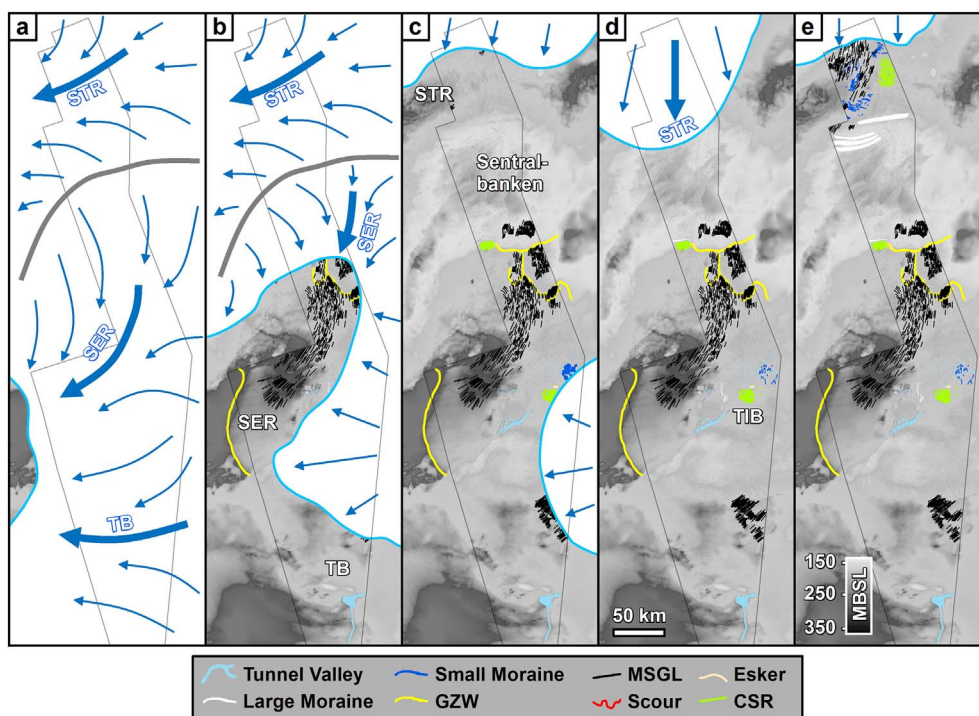 a
b
c
d
e
STR
STR
STR
STR
Sentral-
banken
SER
SER
SER
TIB
TB
TB
50 km
150
250
350
MBSL
Tunnel Valley
Small Moraine
MSGL
Esker
Large Moraine
GZW
Scour
CSR